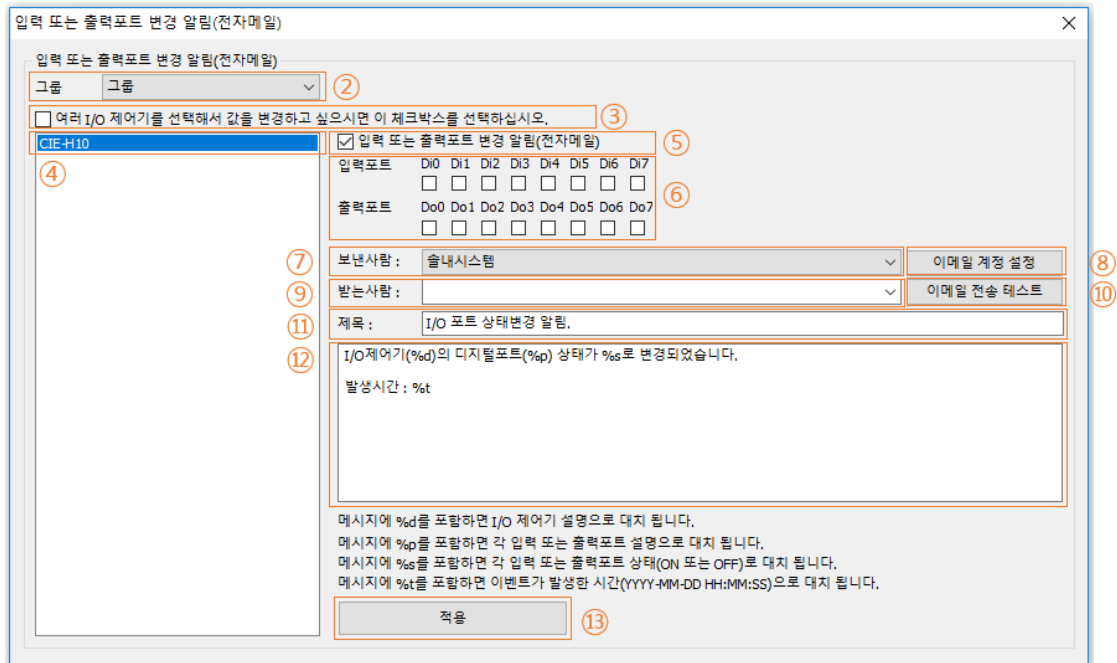 입력 또는 출력포트 변경 알림(전자메일)
입력 또는 출력포트 변경 알림(전자메일)
그룹 그룹 ②
여러 I/O 제어기를 선택해서 값을 변경하고 싶으시면 이 체크박스를 선택하십시오. ③
CIE-H10 입력 또는 출력포트 변경 알림(전자메일) ⑤
④
입력포트 Di0 Di1 Di2 Di3 Di4 Di5 Di6 Di7
⑥
출력포트 Do0 Do1 Do2 Do3 Do4 Do5 Do6 Do7
⑦ 보낸사람 : 솔내시스템 이메일 계정 설정 ⑧
⑨ 받는사람 : 이메일 전송 테스트 ⑩
⑪ 제목 : I/O 포트 상태변경 알림.
⑫ I/O제어기(%d)의 디지털포트(%p) 상태가 %s로 변경되었습니다.
발생시간 : %t
메시지에 %d를 포함하면 I/O 제어기 설명으로 대치 됩니다.
메시지에 %p를 포함하면 각 입력 또는 출력포트 설명으로 대치 됩니다.
메시지에 %s를 포함하면 각 입력 또는 출력포트 상태(ON 또는 OFF)로 대치 됩니다.
메시지에 %t를 포함하면 이벤트가 발생한 시간(YYYY-MM-DD HH:MM:SS)으로 대치 됩니다.
적용 ⑬